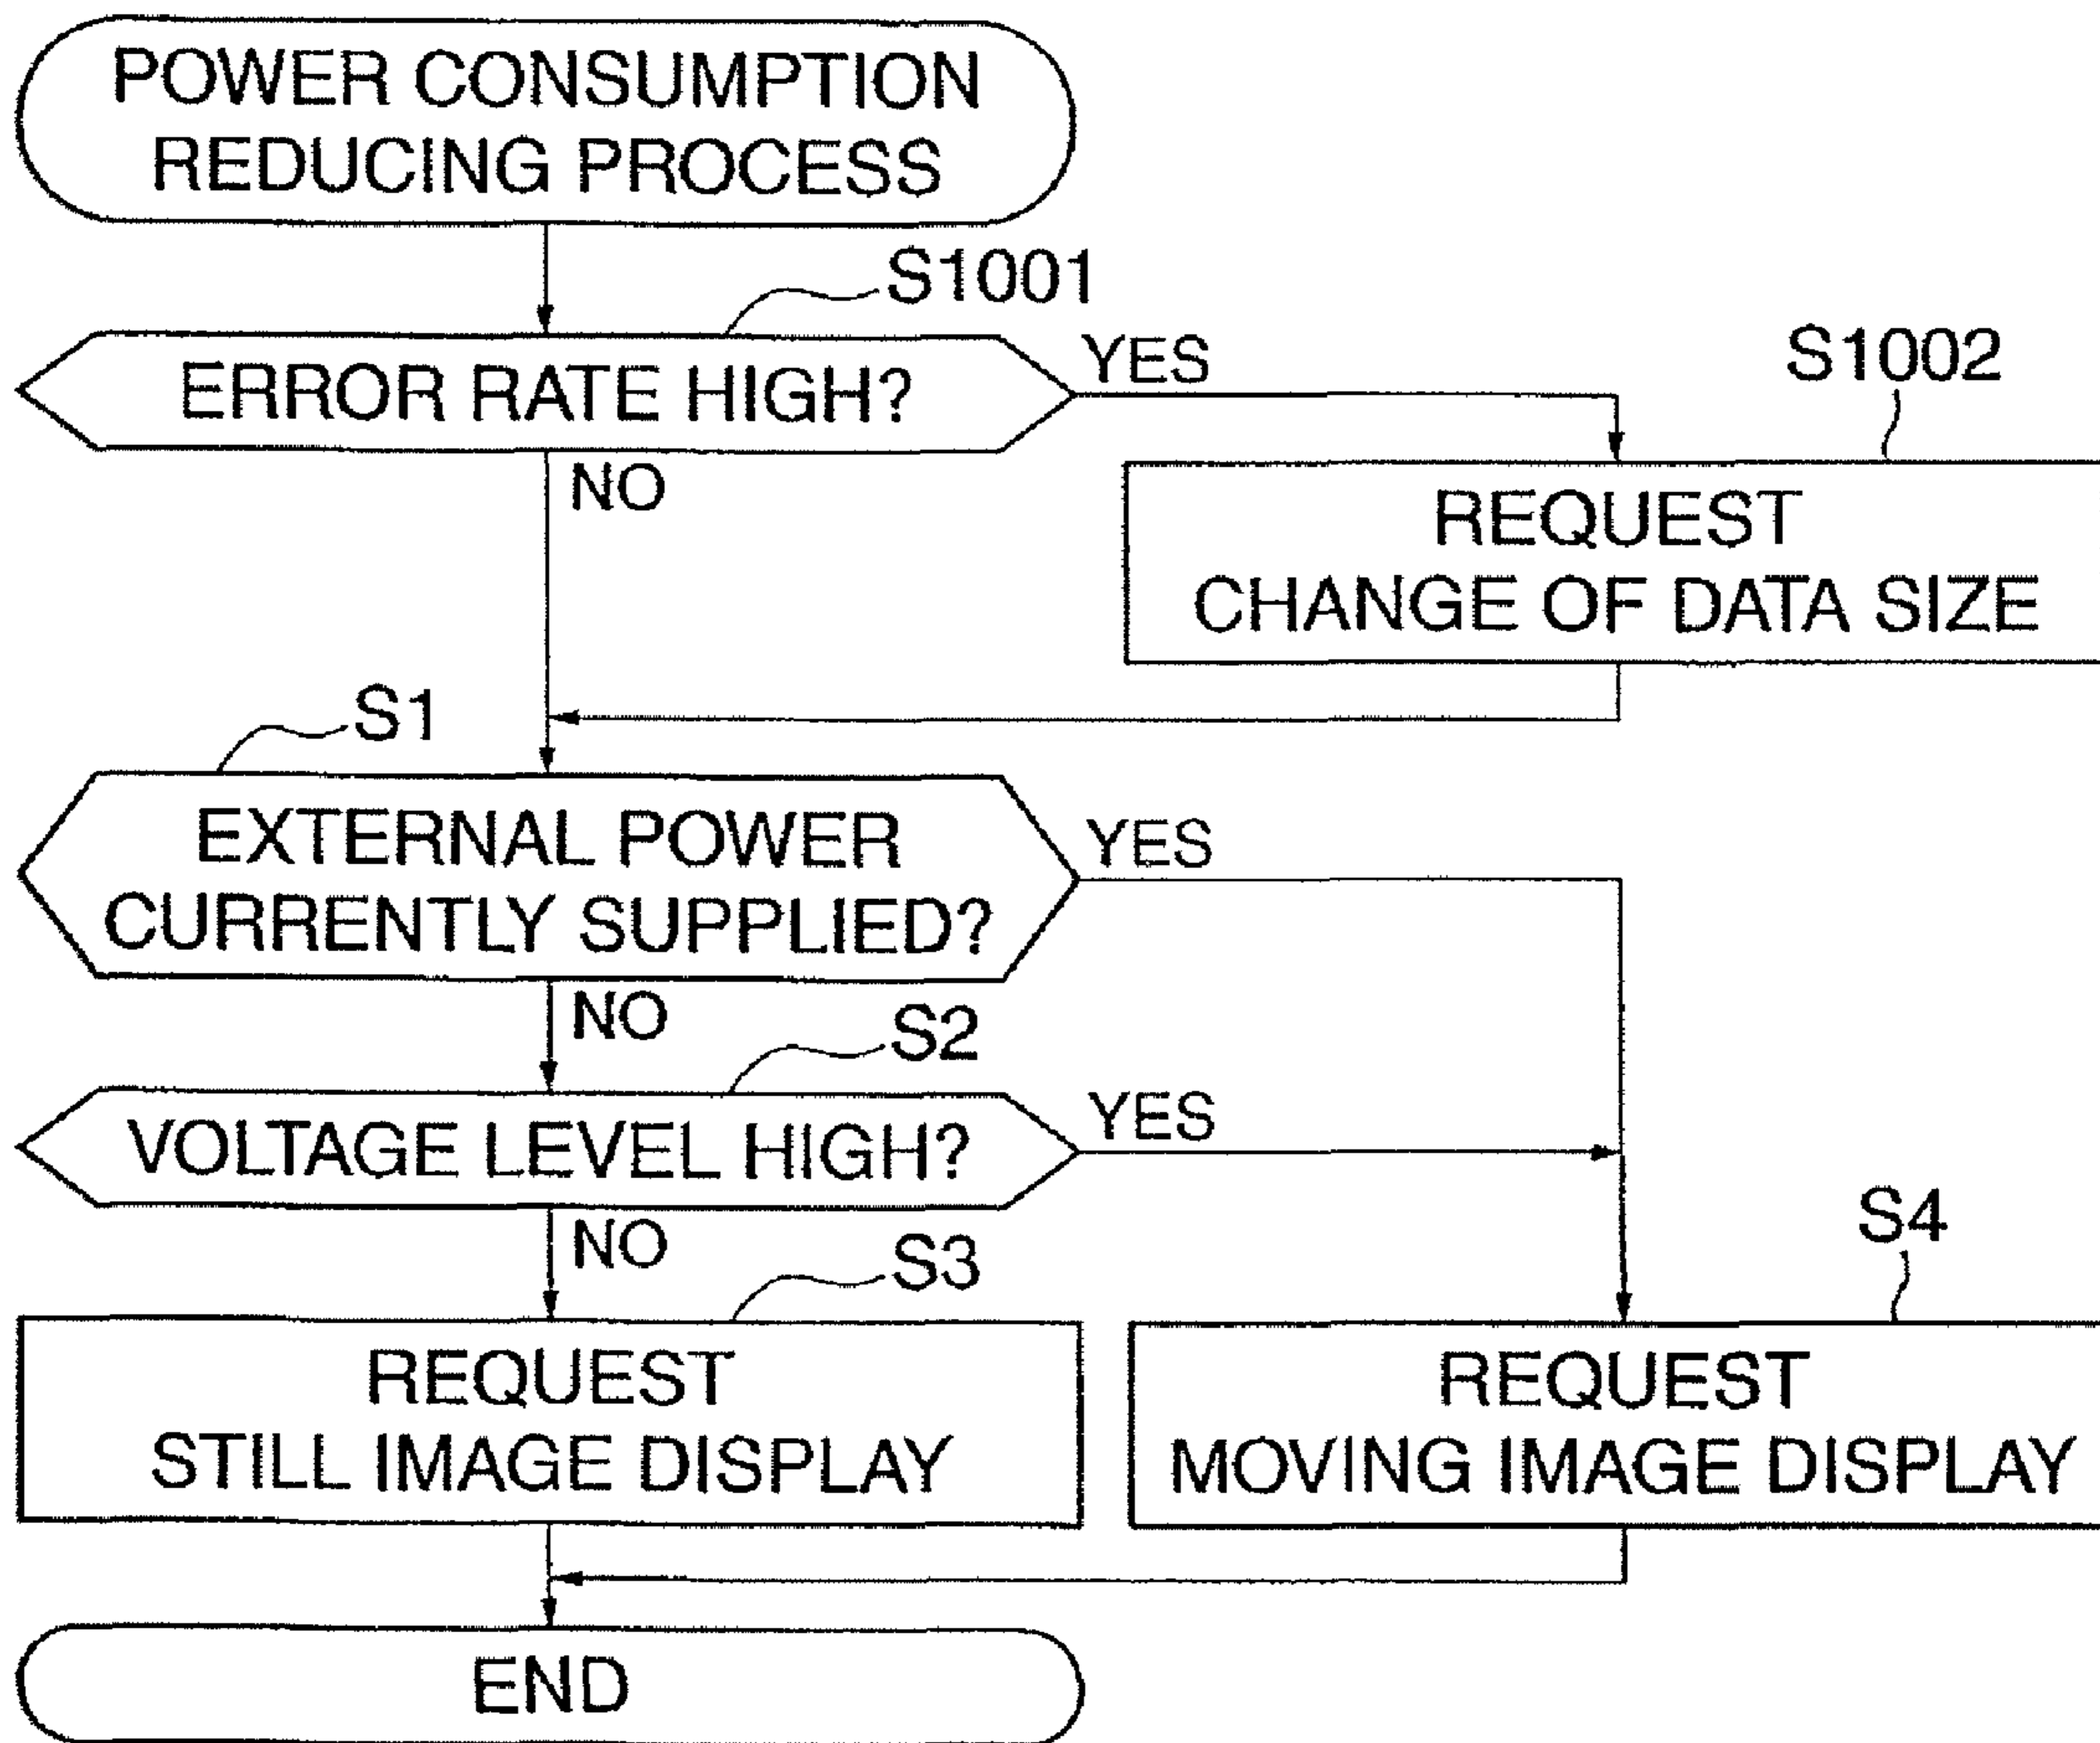 POWER CONSUMPTION
REDUCING PROCESS
S1001
ERROR RATE HIGH?
YES
S1002
NO
REQUEST
CHANGE OF DATA SIZE
S1
EXTERNAL POWER
CURRENTLY SUPPLIED?
YES
NO
S2
VOLTAGE LEVEL HIGH?
YES
NO
S3
S4
REQUEST
STILL IMAGE DISPLAY
REQUEST
MOVING IMAGE DISPLAY
END